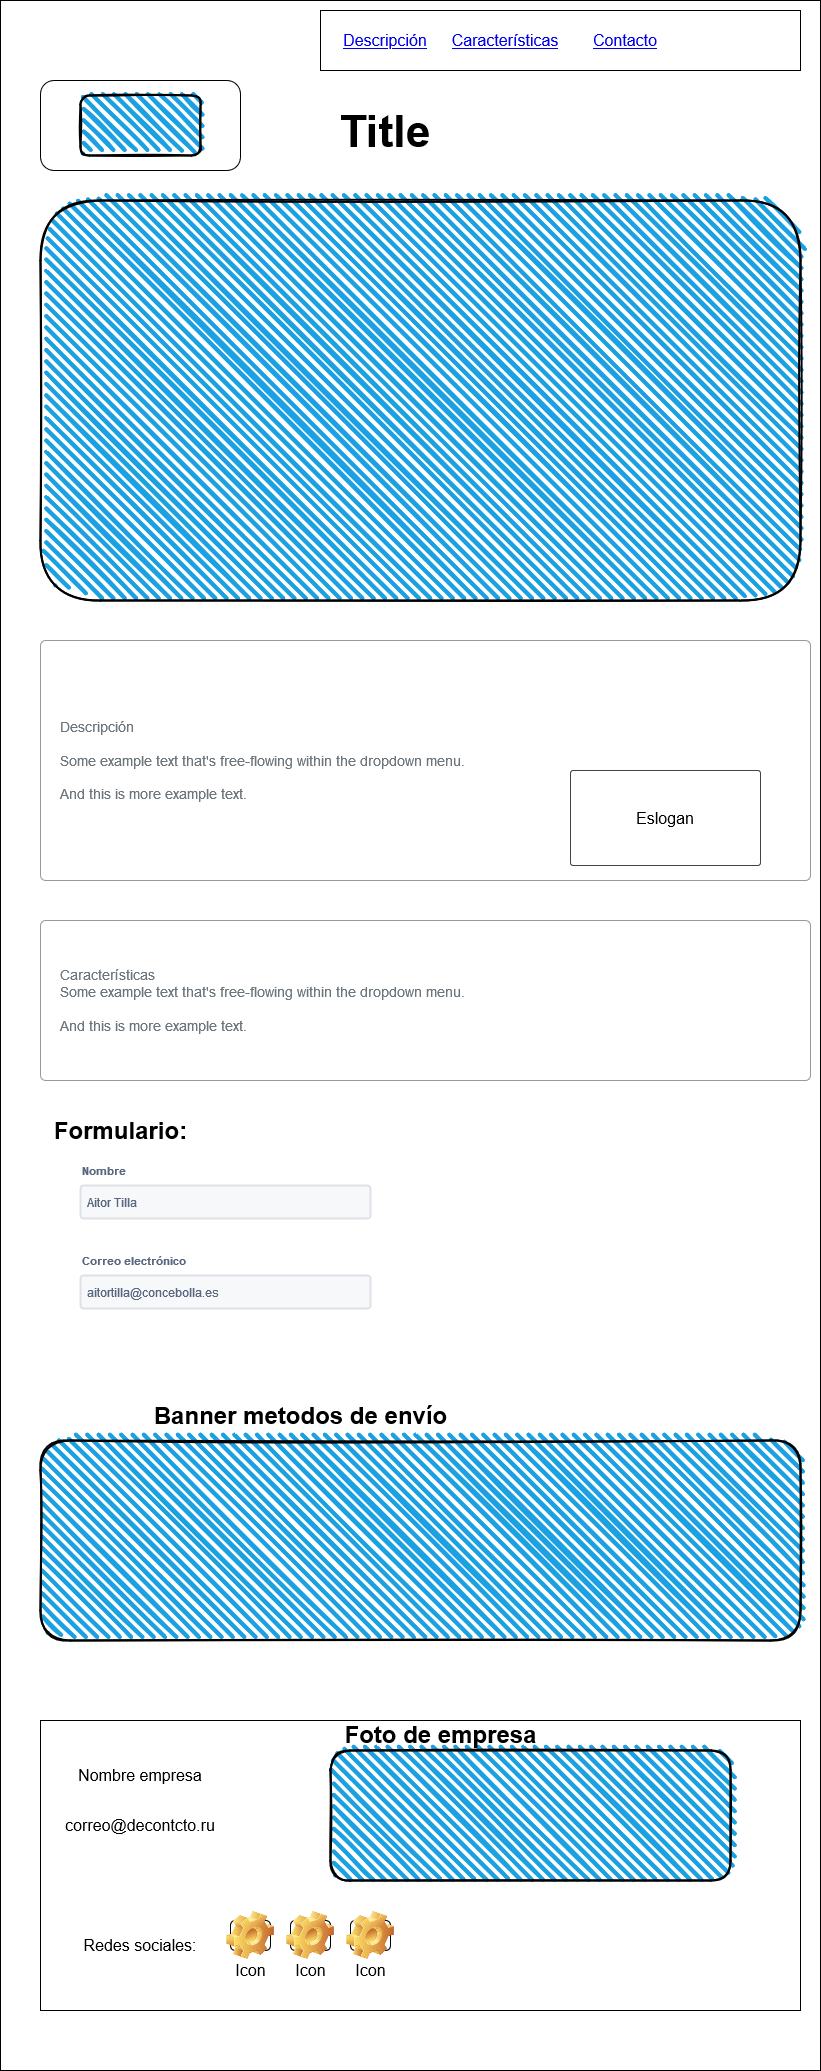 Descripción Características Contacto
Title
Descripción
Some example text that's free-flowing within the dropdown menu.
And this is more example text.
Eslogan
Características
Some example text that's free-flowing within the dropdown menu.
And this is more example text.
Formulario:
Nombre
Aitor Tilla
Correo electrónico
aitortilla@concebolla.es
Banner metodos de envío
Foto de empresa
Nombre empresa
correo@decontcto.ru
Redes sociales:
Icon Icon Icon